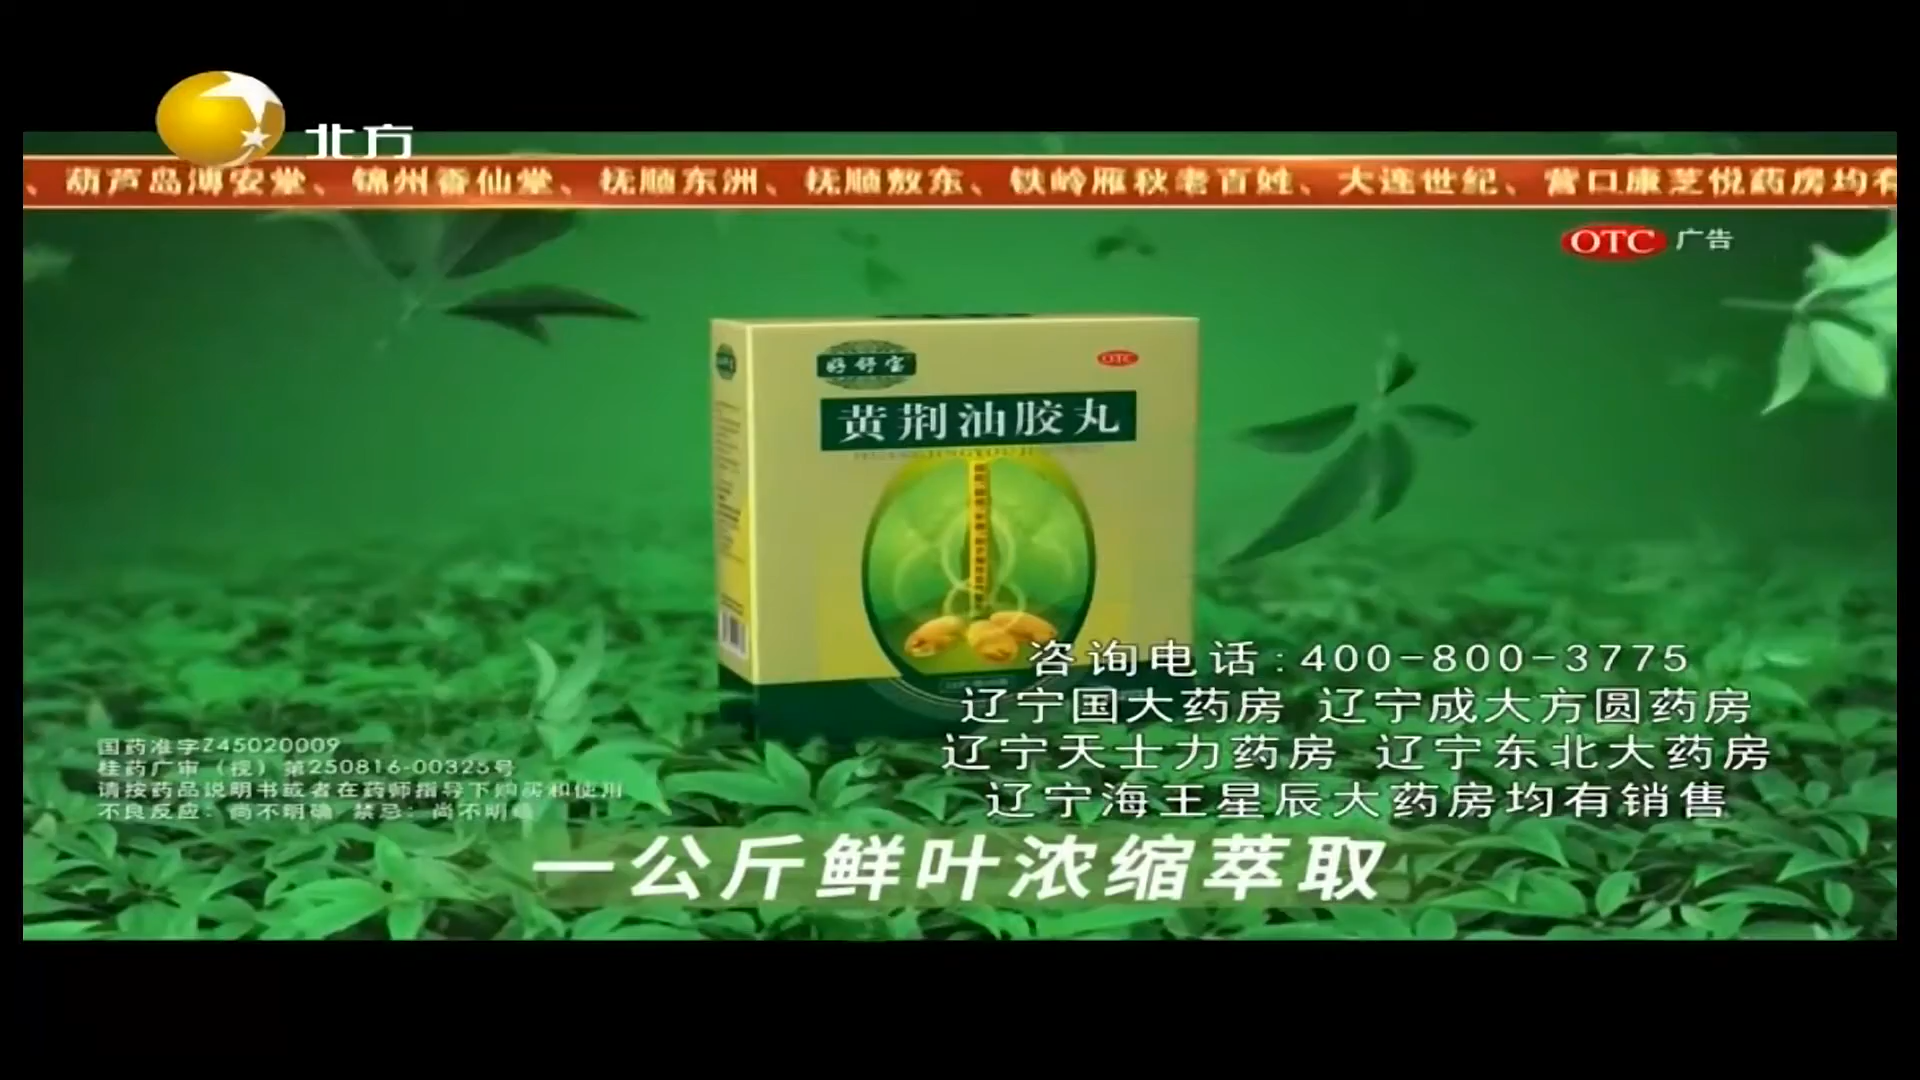 北方
、葫芦岛溥安堂、锦州香仙堂、抚顺东洲、抚顺敷东、铁岭雁秋老百姓、大连世纪、营口康芝悦药房均有
OTC 广告
好舒宝
OTC
黄荆油胶丸
咨询电话:400-800-3775
辽宁国大药房 辽宁成大方圆药房
辽宁天士力药房 辽宁东北大药房
辽宁海王星辰大药房均有销售
国药准字Z45020009
桂药广审（视）第250816-00325号
请按药品说明书或者在药师指导下购买和使用
不良反应：尚不明确 禁忌：尚不明确
一公斤鲜叶浓缩萃取